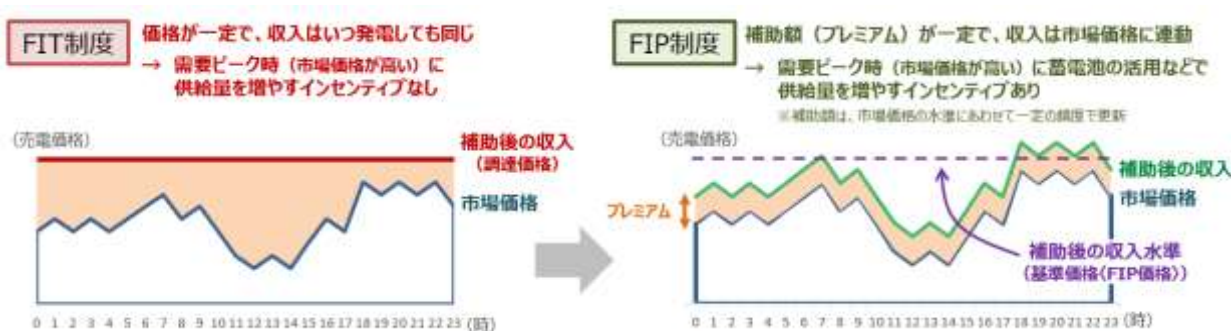 FIT制度
価格が一定で、収入はいつ発電しても同じ
→ 需要ピーク時（市場価格が高い）に
供給量を増やすインセンティブなし
（売電価格）
補助後の収入
（調達価格）
市場価格
0 1 2 3 4 5 6 7 8 9 10 11 12 13 14 15 16 17 18 19 20 21 22 23（時）
FIP制度
補助額（プレミアム）が一定で、収入は市場価格に連動
→ 需要ピーク時（市場価格が高い）に蓄電池の活用などで
供給量を増やすインセンティブあり
※補助額は、市場価格の水準にあわせて一定の頻度で更新
（売電価格）
補助後の収入
市場価格
プレミアム
補助後の収入水準
（基準価格（FIP価格））
0 1 2 3 4 5 6 7 8 9 10 11 12 13 14 15 16 17 18 19 20 21 22 23（時）